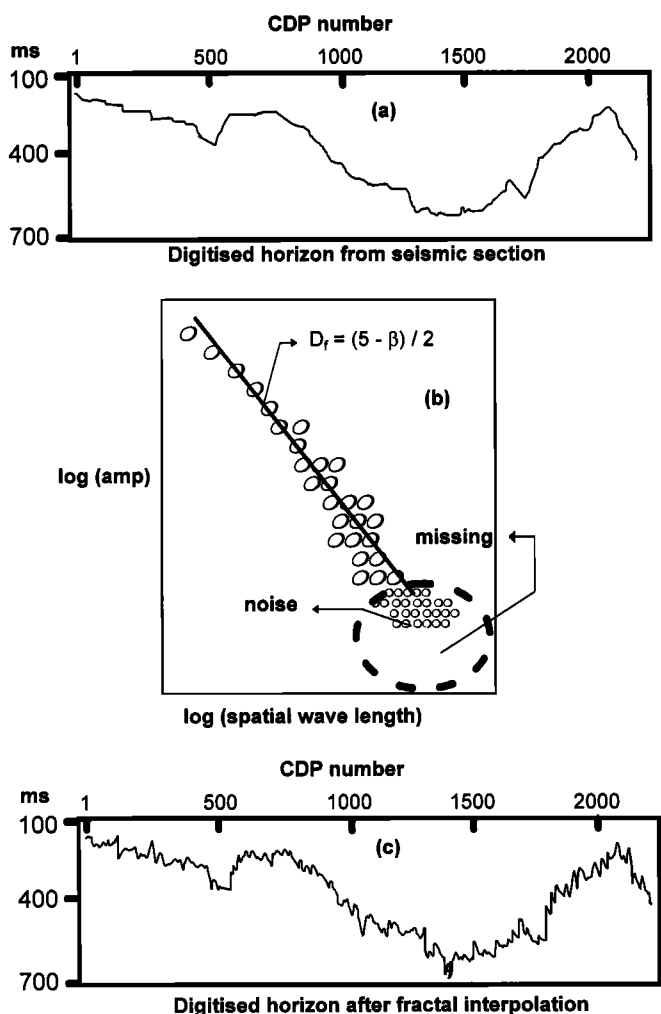 CDP number
ms 1 500 1000 1500 2000
100
(a)
400
700
Digitised horizon from seismic section
D_f = (5 - β) / 2
(b)
log (amp)
missing
noise
log (spatial wave length)
CDP number
ms 1 500 1000 1500 2000
100
(c)
400
700
Digitised horizon after fractal interpolation